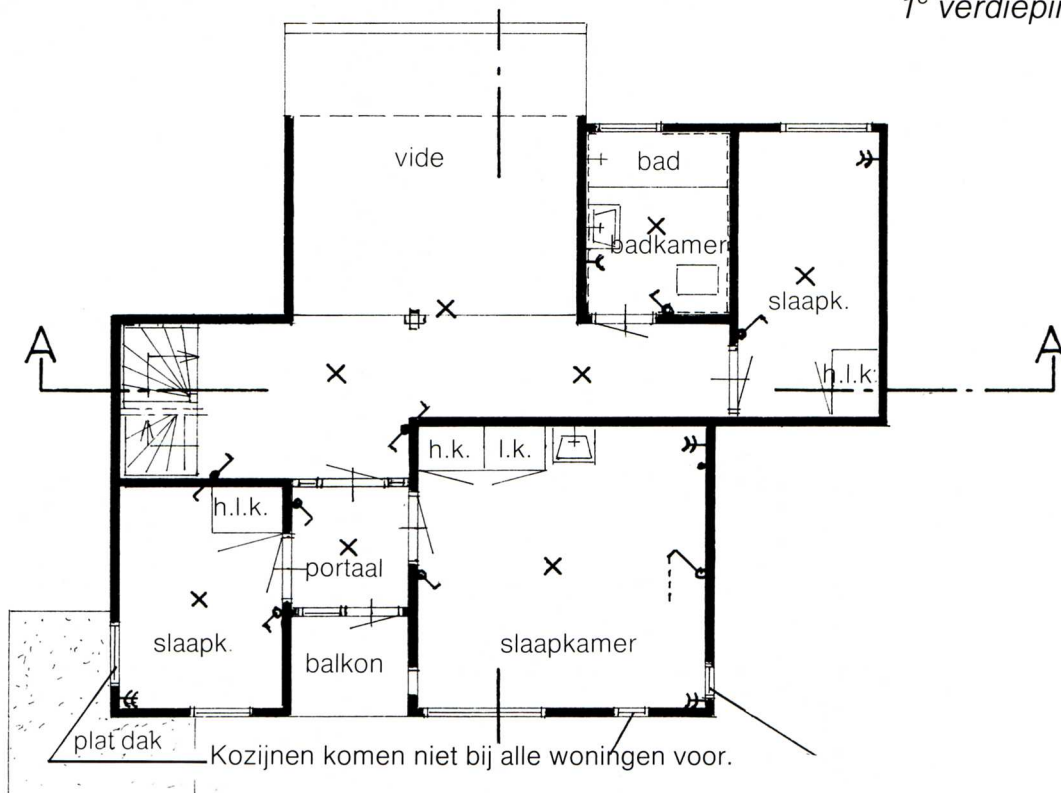 1e verdiepin
vide
bad
badkamer
slaapk.
A
A
h.l.k.
h.k.
l.k.
h.l.k.
portaal
slaapk.
slaapkamer
balkon
plat dak
Kozijnen komen niet bij alle woningen voor.